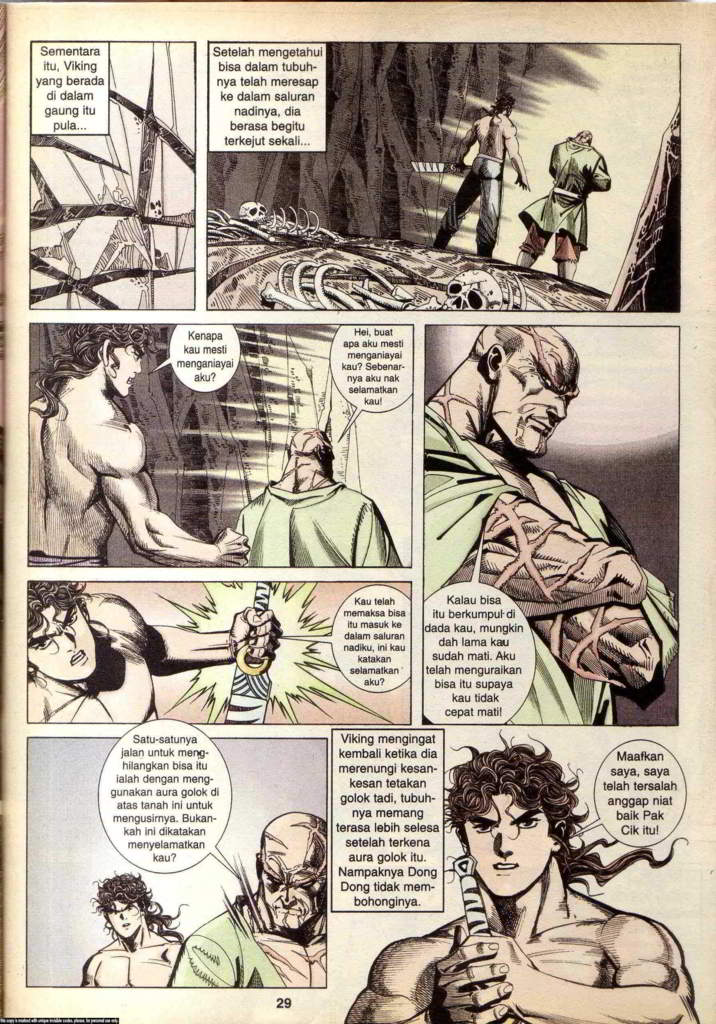 Sementara
itu, Viking
yang berada
di dalam
gaung itu
pula...
Setelah mengetahui
bisa dalam tubuh-
nya telah meresap
ke dalam saluran
nadinya, dia
berasa begitu
terkejut sekali...
Kenapa
kau mesti
menganiayai
aku?
Hei, buat
apa aku mesti
menganiayai
kau? Sebenar-
nya aku nak
selamatkan
kau!
Kalau bisa
itu berkumpul di
dada kau, mungkin
dah lama kau
sudah mati. Aku
telah menguraikan
bisa itu supaya
kau tidak
cepat mati!
Kau telah
memaksa bisa
itu masuk ke
dalam saluran
nadiku, ini kau
katakan
selamatkan
aku?
Satu-satunya
jalan untuk meng-
hilangkan bisa itu
ialah dengan meng-
gunakan aura golok di
atas tanah ini untuk
mengusirnya. Bukan-
kah ini dikatakan
menyelamatkan
kau?
Viking mengingat
kembali ketika dia
merenungi kesan-
kesan tetakan
golok tadi, tubuh-
nya memang
terasa lebih selesa
setelah terkena
aura golok itu.
Nampaknya Dong
Dong tidak mem-
bohonginya.
Maafkan
saya, saya
telah tersalah
anggap niat
baik Pak
Cik itu!
29